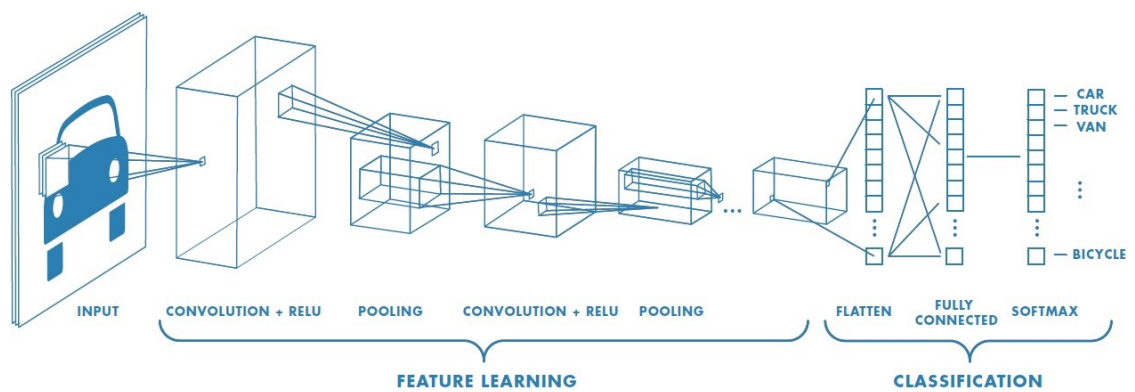 CAR
TRUCK
VAN
BICYCLE
INPUT
CONVOLUTION + RELU
POOLING
CONVOLUTION + RELU
POOLING
FLATTEN
FULLY
CONNECTED
SOFTMAX
FEATURE LEARNING
CLASSIFICATION